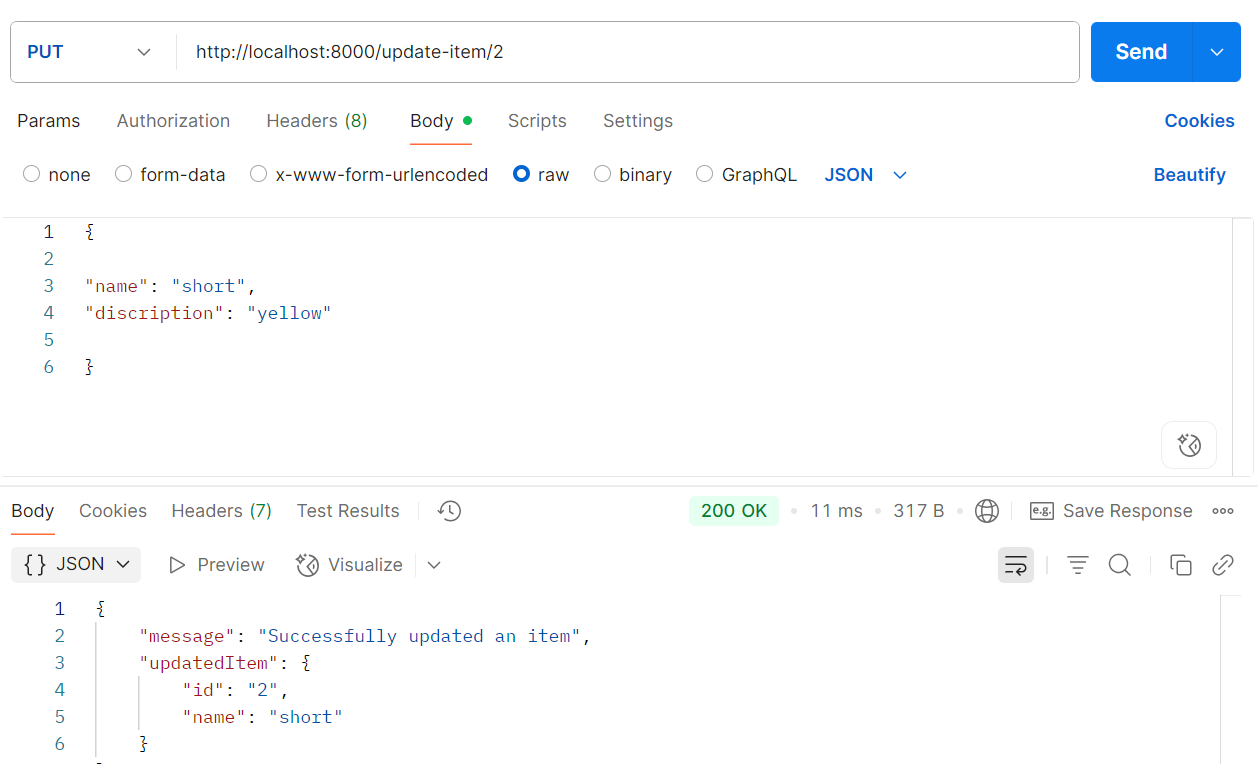 PUT http://localhost:8000/update-item/2 Send
Params Authorization Headers (8) Body Scripts Settings Cookies
none form-data x-www-form-urlencoded raw binary GraphQL JSON Beautify
1 {
2
3 "name": "short",
4 "discription": "yellow"
5
6 }
Body Cookies Headers (7) Test Results 200 OK 11 ms 317 B e.g. Save Response
{} JSON Preview Visualize
1 {
2 "message": "Successfully updated an item",
3 "updatedItem": {
4 "id": "2",
5 "name": "short"
6 }